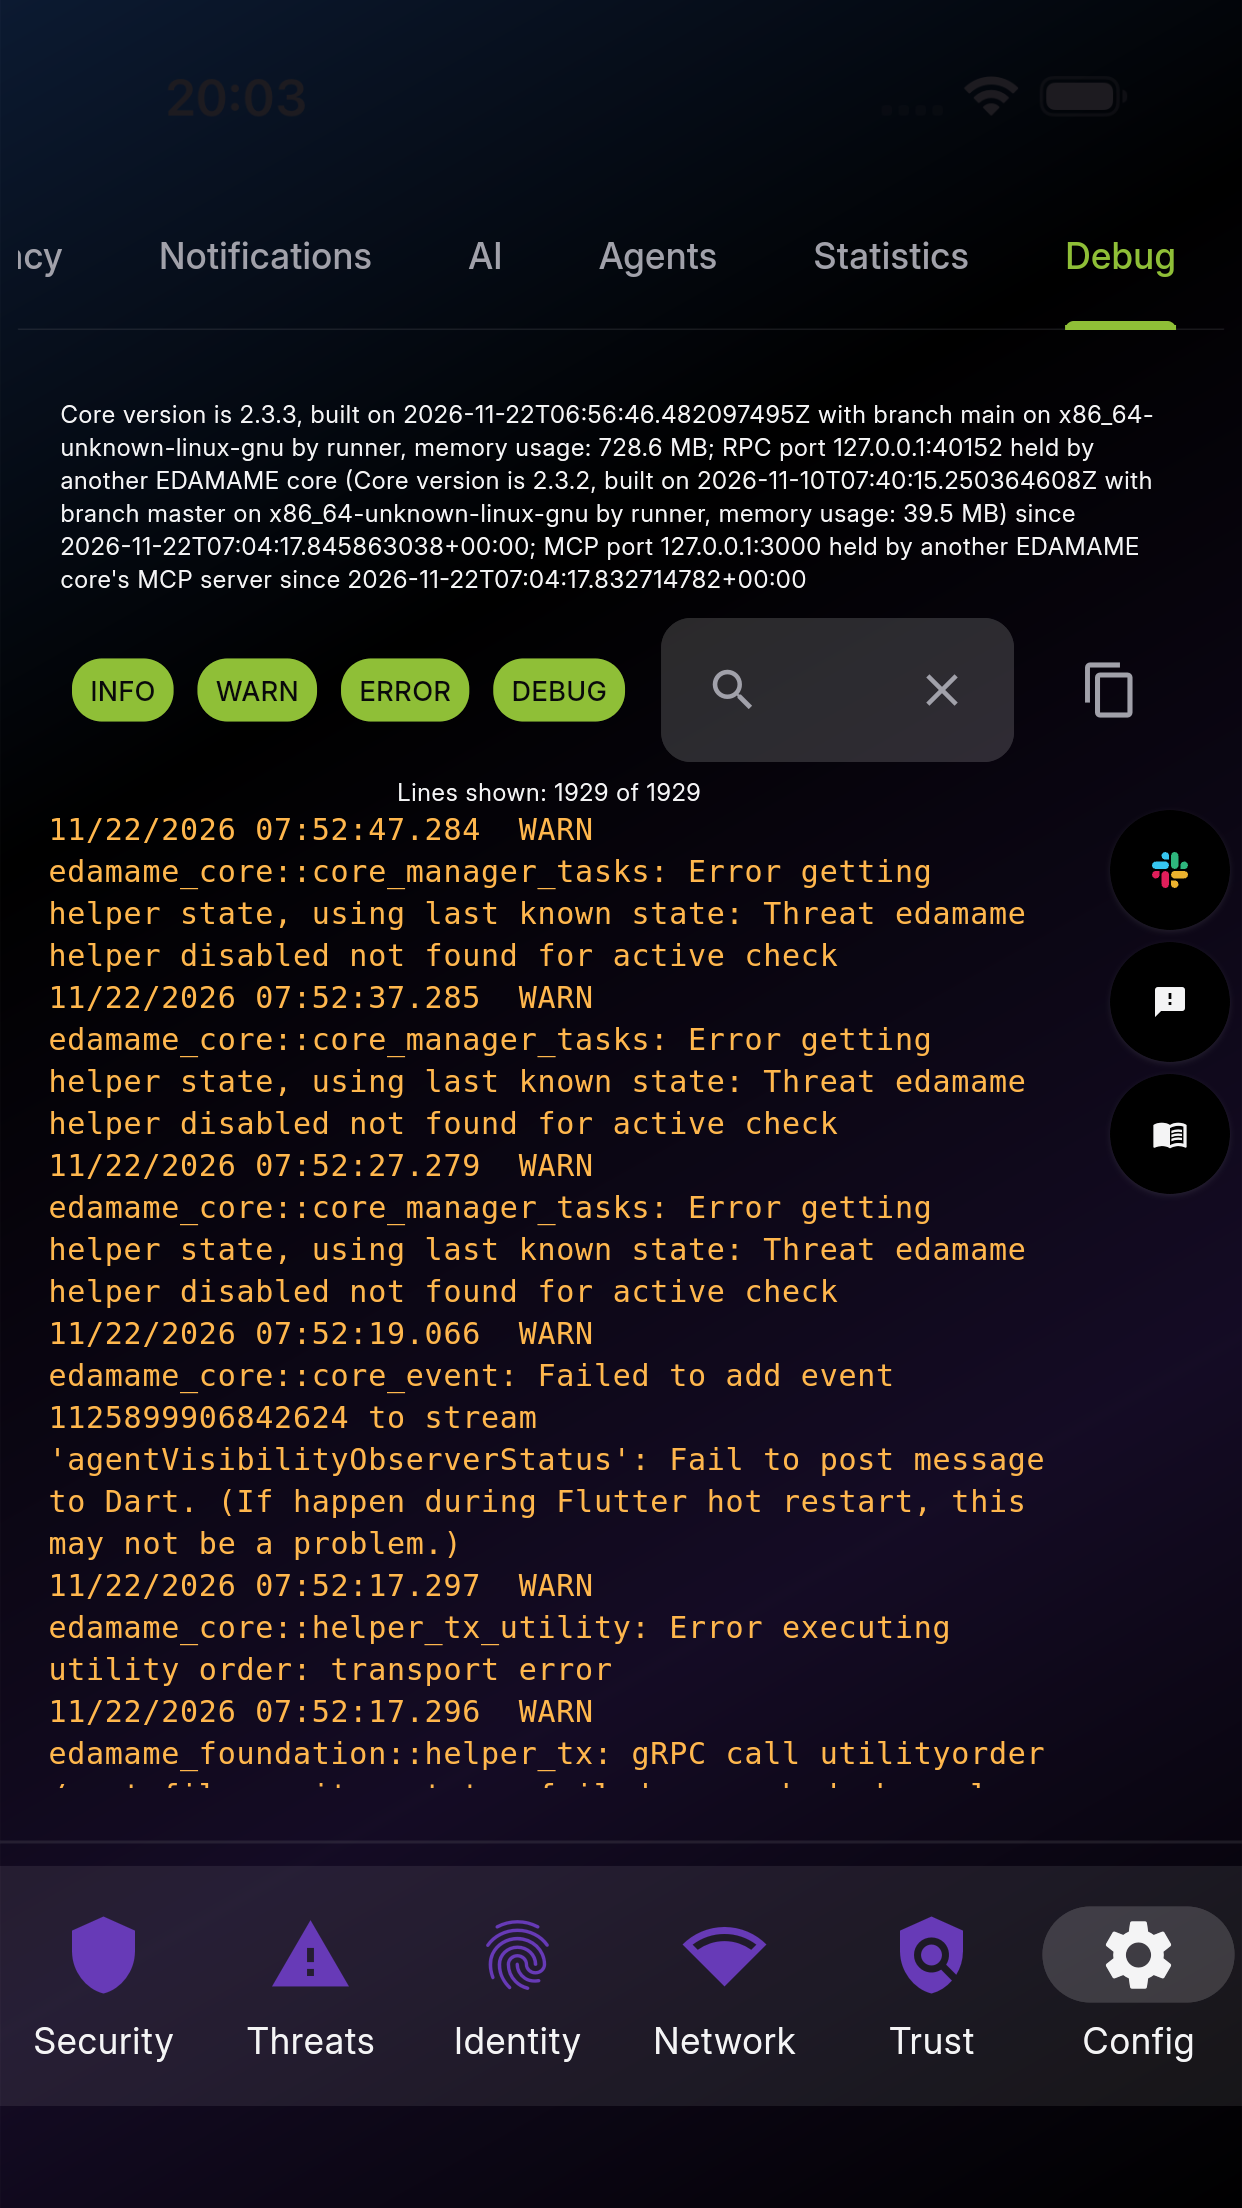 20:03
ncy Notifications AI Agents Statistics Debug
Core version is 2.3.3, built on 2026-11-22T06:56:46.482097495Z with branch main on x86_64-
unknown-linux-gnu by runner, memory usage: 728.6 MB; RPC port 127.0.0.1:40152 held by
another EDAMAME core (Core version is 2.3.2, built on 2026-11-10T07:40:15.250364608Z with
branch master on x86_64-unknown-linux-gnu by runner, memory usage: 39.5 MB) since
2026-11-22T07:04:17.845863038+00:00; MCP port 127.0.0.1:3000 held by another EDAMAME
core's MCP server since 2026-11-22T07:04:17.832714782+00:00
INFO WARN ERROR DEBUG
Lines shown: 1929 of 1929
11/22/2026 07:52:47.284 WARN
edamame_core::core_manager_tasks: Error getting
helper state, using last known state: Threat edamame
helper disabled not found for active check
11/22/2026 07:52:37.285 WARN
edamame_core::core_manager_tasks: Error getting
helper state, using last known state: Threat edamame
helper disabled not found for active check
11/22/2026 07:52:27.279 WARN
edamame_core::core_manager_tasks: Error getting
helper state, using last known state: Threat edamame
helper disabled not found for active check
11/22/2026 07:52:19.066 WARN
edamame_core::core_event: Failed to add event
1125899906842624 to stream
'agentVisibilityObserverStatus': Fail to post message
to Dart. (If happen during Flutter hot restart, this
may not be a problem.)
11/22/2026 07:52:17.297 WARN
edamame_core::helper_tx_utility: Error executing
utility order: transport error
11/22/2026 07:52:17.296 WARN
edamame_foundation::helper_tx: gRPC call utilityorder
Security Threats Identity Network Trust Config